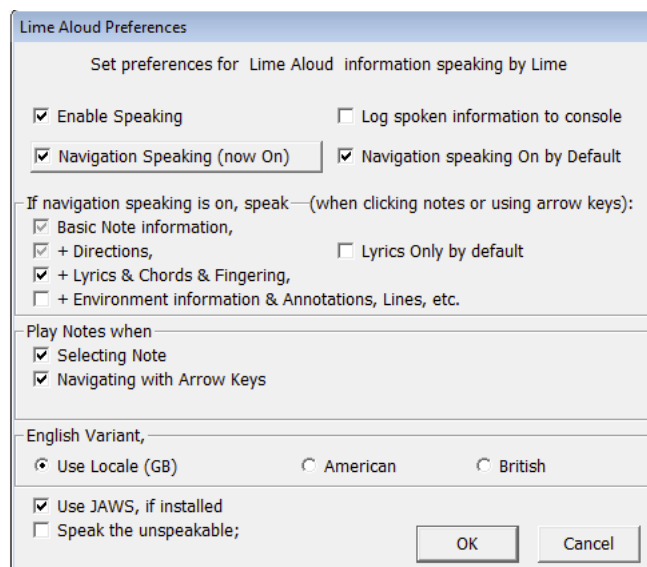 Lime Aloud Preferences
Set preferences for Lime Aloud information speaking by Lime
Enable Speaking
Log spoken information to console
Navigation Speaking (now On)
Navigation speaking On by Default
If navigation speaking is on, speak (when clicking notes or using arrow keys):
Basic Note information,
+ Directions,
Lyrics Only by default
+ Lyrics & Chords & Fingering,
+ Environment information & Annotations, Lines, etc.
Play Notes when
Selecting Note
Navigating with Arrow Keys
English Variant,
Use Locale (GB)
American
British
Use JAWS, if installed
Speak the unspeakable;
OK
Cancel